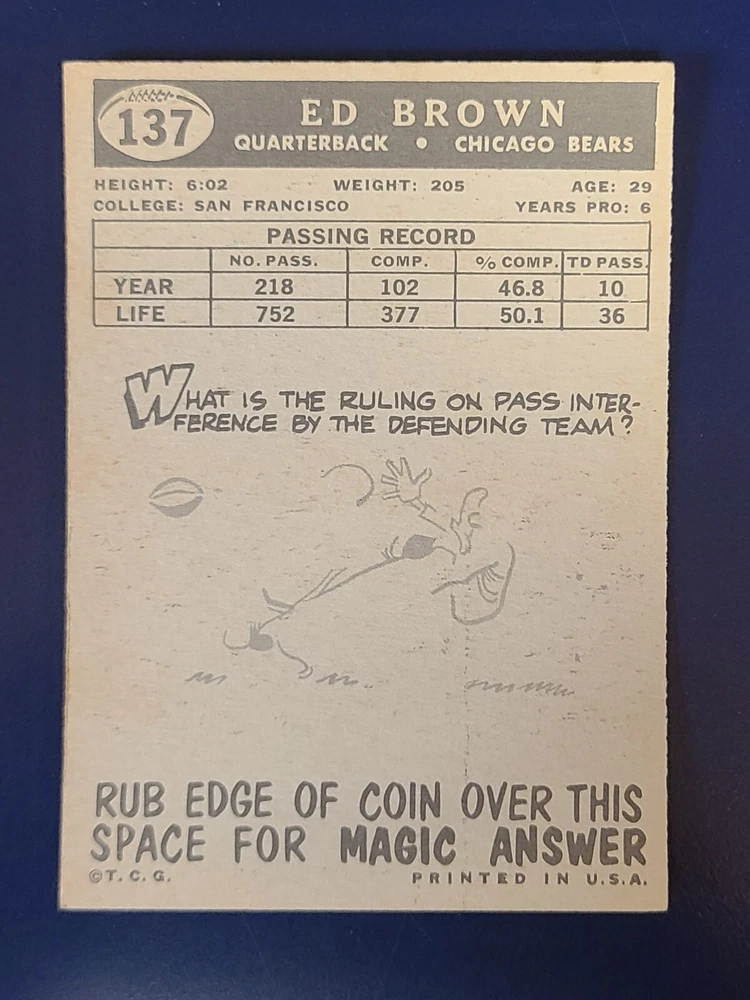 137
ED BROWN
QUARTERBACK • CHICAGO BEARS
HEIGHT: 6:02 WEIGHT: 205 AGE: 29
COLLEGE: SAN FRANCISCO YEARS PRO: 6
PASSING RECORD
NO. PASS. COMP. % COMP. TD PASS.
YEAR 218 102 46.8 10
LIFE 752 377 50.1 36
WHAT IS THE RULING ON PASS INTER-
FERENCE BY THE DEFENDING TEAM?
RUB EDGE OF COIN OVER THIS
SPACE FOR MAGIC ANSWER
©T.C.G. PRINTED IN U.S.A.